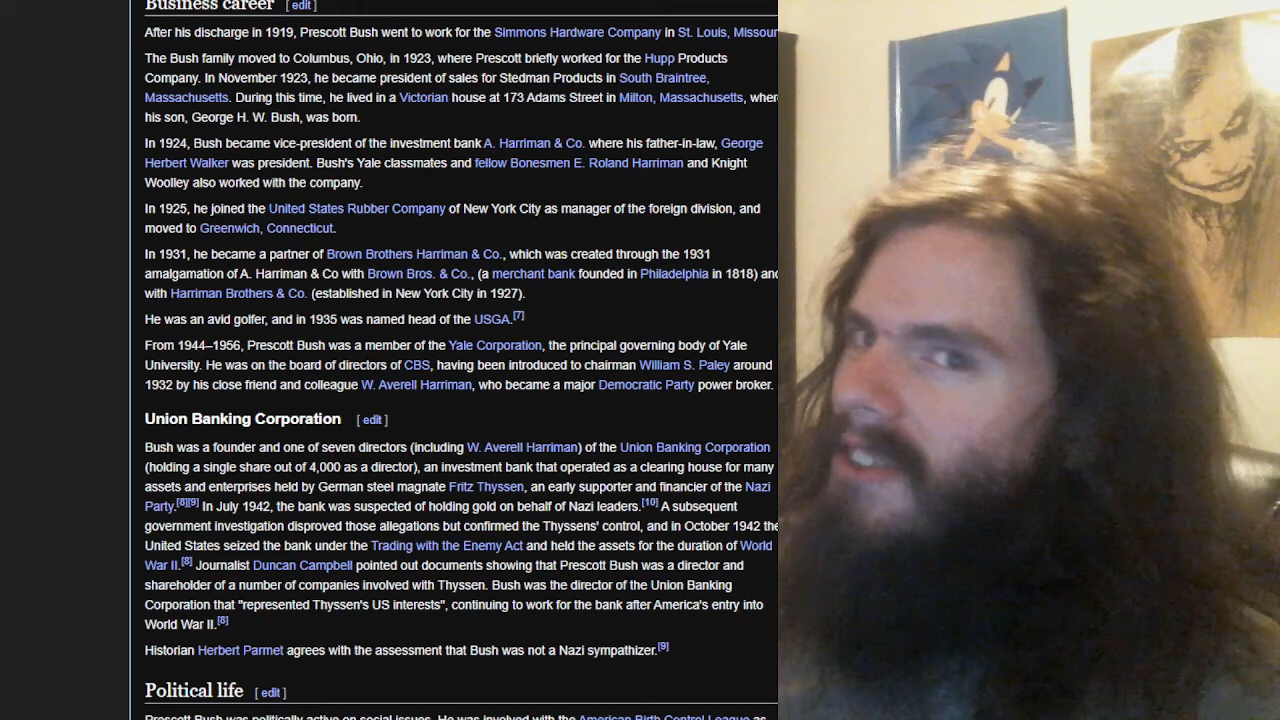 Business career [ edit ]
After his discharge in 1919, Prescott Bush went to work for the Simmons Hardware Company in St. Louis, Missour
The Bush family moved to Columbus, Ohio, in 1923, where Prescott briefly worked for the Hupp Products
Company. In November 1923, he became president of sales for Stedman Products in South Braintree,
Massachusetts. During this time, he lived in a Victorian house at 173 Adams Street in Milton, Massachusetts, wher
his son, George H. W. Bush, was born.
In 1924, Bush became vice-president of the investment bank A. Harriman & Co. where his father-in-law, George
Herbert Walker was president. Bush's Yale classmates and fellow Bonesmen E. Roland Harriman and Knight
Woolley also worked with the company.
In 1925, he joined the United States Rubber Company of New York City as manager of the foreign division, and
moved to Greenwich, Connecticut.
In 1931, he became a partner of Brown Brothers Harriman & Co., which was created through the 1931
amalgamation of A. Harriman & Co with Brown Bros. & Co., (a merchant bank founded in Philadelphia in 1818) and
with Harriman Brothers & Co. (established in New York City in 1927).
He was an avid golfer, and in 1935 was named head of the USGA.[7]
From 1944–1956, Prescott Bush was a member of the Yale Corporation, the principal governing body of Yale
University. He was on the board of directors of CBS, having been introduced to chairman William S. Paley around
1932 by his close friend and colleague W. Averell Harriman, who became a major Democratic Party power broker.
Union Banking Corporation [ edit ]
Bush was a founder and one of seven directors (including W. Averell Harriman) of the Union Banking Corporation
(holding a single share out of 4,000 as a director), an investment bank that operated as a clearing house for many
assets and enterprises held by German steel magnate Fritz Thyssen, an early supporter and financier of the Nazi
Party.[8][9] In July 1942, the bank was suspected of holding gold on behalf of Nazi leaders.[10] A subsequent
government investigation disproved those allegations but confirmed the Thyssens' control, and in October 1942 the
United States seized the bank under the Trading with the Enemy Act and held the assets for the duration of World
War II.[8] Journalist Duncan Campbell pointed out documents showing that Prescott Bush was a director and
shareholder of a number of companies involved with Thyssen. Bush was the director of the Union Banking
Corporation that "represented Thyssen's US interests", continuing to work for the bank after America's entry into
World War II.[8]
Historian Herbert Parmet agrees with the assessment that Bush was not a Nazi sympathizer.[9]
Political life [ edit ]
Prescott Bush was politically active on social issues. He was involved with the American Birth Control League as